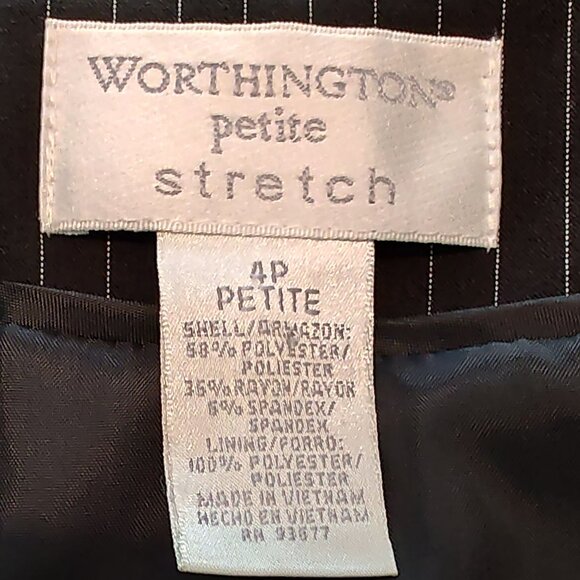 WORTHINGTON®
petite
stretch
4P
PETITE
SHELL/ARMAZON:
58% POLYESTER/
POLIESTER
36% RAYON/RAYON
6% SPANDEX/
SPANDEX
LINING/FORRO:
100% POLYESTER/
POLIESTER
MADE IN VIETNAM
HECHO EN VIETNAM
RN 93677